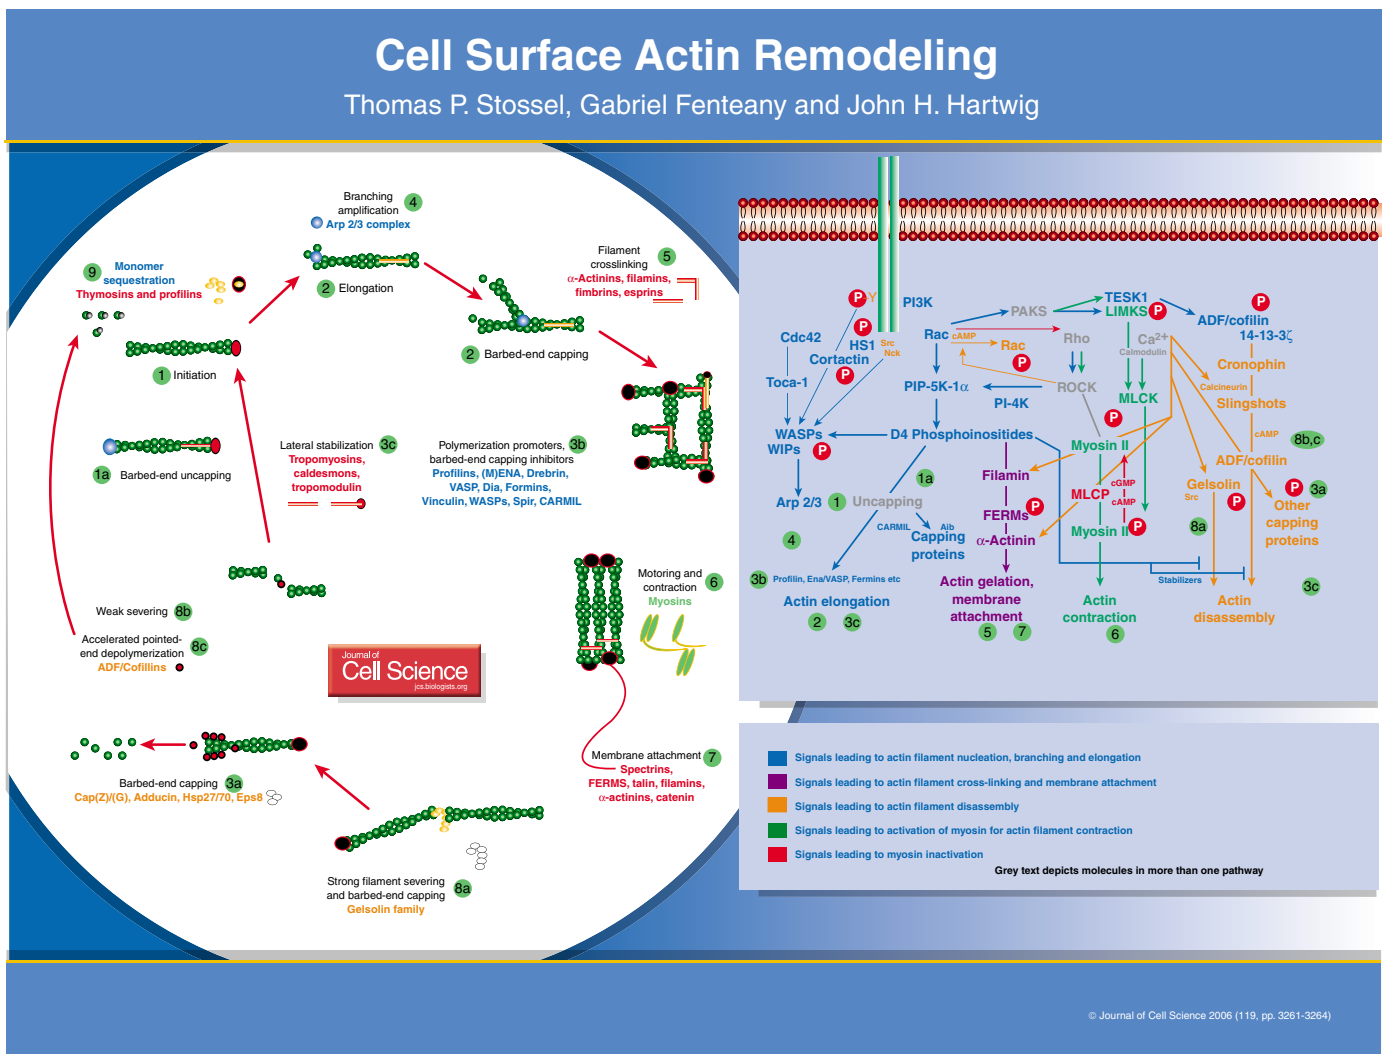 Cell Surface Actin Remodeling
Thomas P. Stossel, Gabriel Fenteany and John H. Hartwig
Branching
amplification
4
Arp 2/3 complex
2 Elongation
Filament
crosslinking
5
α-Actinins, filamins,
fimbrins, esprins
9
Monomer
sequestration
Thymosins and profilins
1 Initiation
2 Barbed-end capping
1a Barbed-end uncapping
Lateral stabilization 3c
Tropomyosins,
caldesmons,
tropomodulin
Polymerization promoters,
barbed-end capping inhibitors
3b
Profilins, (M)ENA, Drebrin,
VASP, Dia, Formins,
Vinculin, WASPs, Spir, CARMIL
Weak severing 8b
Accelerated pointed-
end depolymerization
8c
ADF/Cofillins
Motoring and
contraction
6
Myosins
Journal of
Cell Science
jcs.biologists.org
Membrane attachment 7
Spectrins,
FERMS, talin, filamins,
α-actinins, catenin
Barbed-end capping 3a
Cap(Z)/(G), Adducin, Hsp27/70, Eps8
Strong filament severing
and barbed-end capping
8a
Gelsolin family
P Y
PI3K
P
HS1
Src
Nck
Cdc42
Cortactin
P
Toca-1
WASPs
WIPs
P
Arp 2/3
1
Rac
cAMP
Rac
P
PAKS
TESK1
LIMKS
P
P
ADF/cofilin
14-13-3ζ
Rho
Ca2+
Calmodulin
Cronophin
Calcineurin
Slingshots
PIP-5K-1α
PI-4K
ROCK
MLCK
P
D4 Phosphoinositides
Myosin II
cAMP
8b,c
ADF/cofilin
Filamin
1a
Uncapping
MLCP
cGMP
cAMP
Gelsolin
Src
P
P
3a
Other
capping
proteins
FERMs
P
CARMIL
Aib
Capping
proteins
α-Actinin
Myosin II
P
8a
4
3b
Profilin, Ena/VASP, Fermins etc
Actin elongation
2
3c
Actin gelation,
membrane
attachment
5
7
Stabilizers
Actin
contraction
6
Actin
disassembly
3c
Signals leading to actin filament nucleation, branching and elongation
Signals leading to actin filament cross-linking and membrane attachment
Signals leading to actin filament disassembly
Signals leading to activation of myosin for actin filament contraction
Signals leading to myosin inactivation
Grey text depicts molecules in more than one pathway
© Journal of Cell Science 2006 (119, pp. 3261-3264)